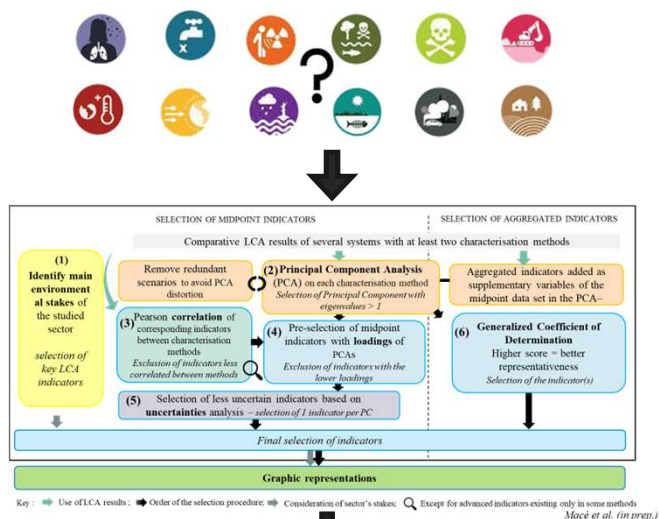 x
?
SELECTION OF MIDPOINT INDICATORS
SELECTION OF AGGREGATED INDICATORS
Comparative LCA results of several systems with at least two characterisation methods
(1)
Identify main
environment
al stakes of
the studied
sector
selection of
key LCA
indicators
Remove redundant
scenarios to avoid PCA
distortion
(2) Principal Component Analysis
(PCA) on each characterisation method
Selection of Principal Component with
eigenvalues > 1
Aggregated indicators added as
supplementary variables of the
midpoint data set in the PCA–
(3) Pearson correlation of
corresponding indicators
between characterisation
methods
Exclusion of indicators less
correlated between methods
(4) Pre-selection of midpoint
indicators with loadings of
PCAs
Exclusion of indicators with the
lower loadings
(6) Generalized Coefficient of
Determination
Higher score = better
representativeness
Selection of the indicator(s)
(5) Selection of less uncertain indicators based on
uncertainties analysis – selection of 1 indicator per PC
Final selection of indicators
Graphic representations
Key : Use of LCA results ; Order of the selection procedure; Consideration of sector's stakes; Except for advanced indicators existing only in some methods
Macé et al. (in prep.)